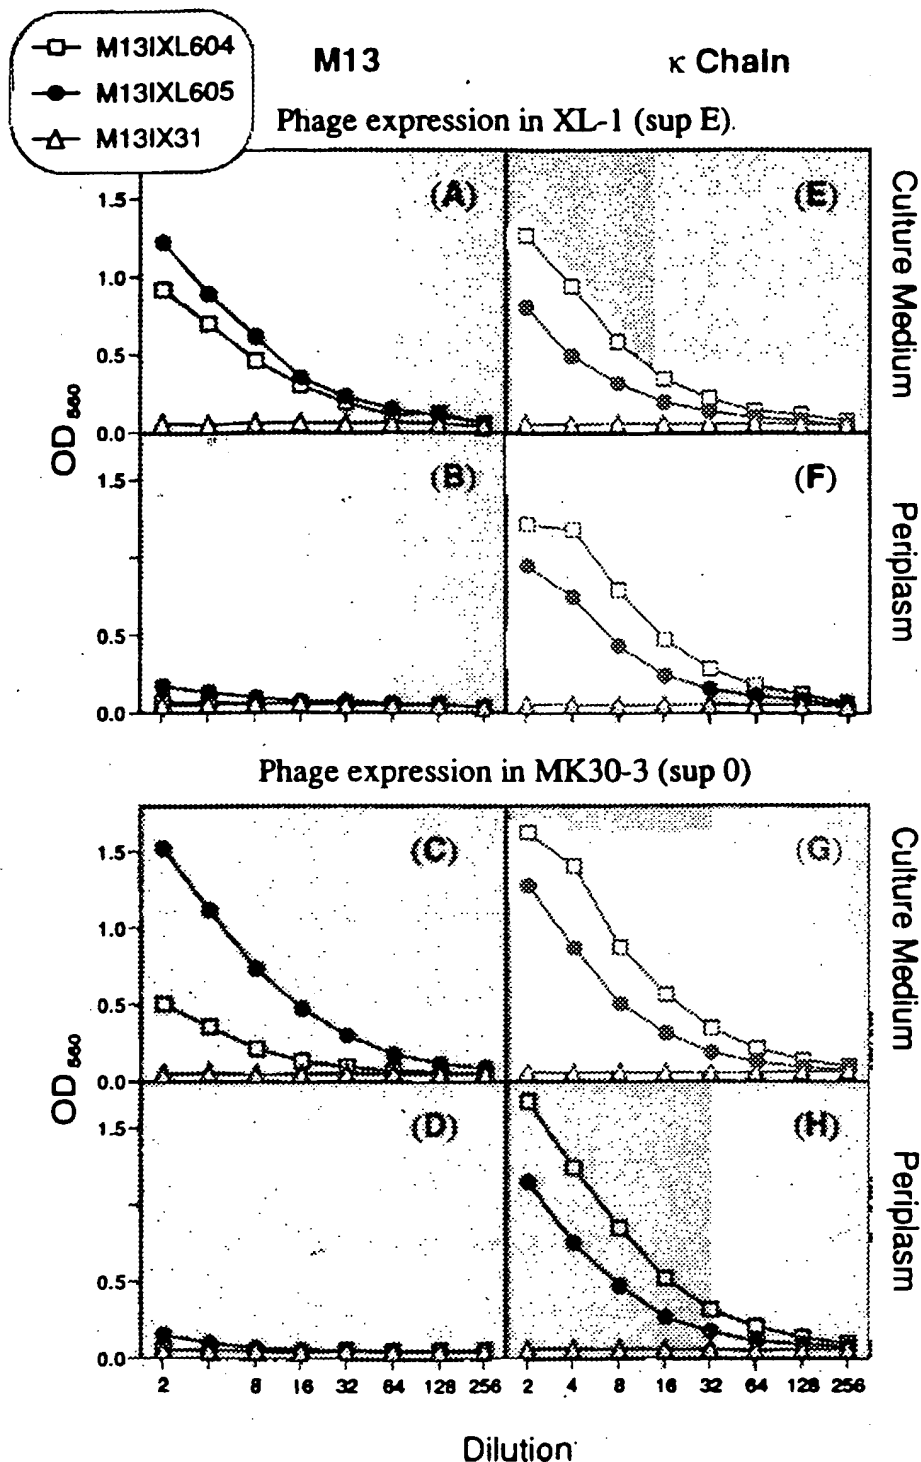 M13IXL604
M13IXL605
M13IX31
M13
κ Chain
Phage expression in XL-1 (sup E)
(A)
(E)
1.5
1.0
0.5
0.0
Culture Medium
OD560
(B)
(F)
1.5
0.5
0.0
Periplasm
Phage expression in MK30-3 (sup 0)
(C)
(G)
1.5
1.0
0.5
0.0
Culture Medium
OD560
(D)
(H)
1.5
0.5
0.0
Periplasm
2 8 16 32 64 128 256
2 4 8 16 32 64 128 256
Dilution